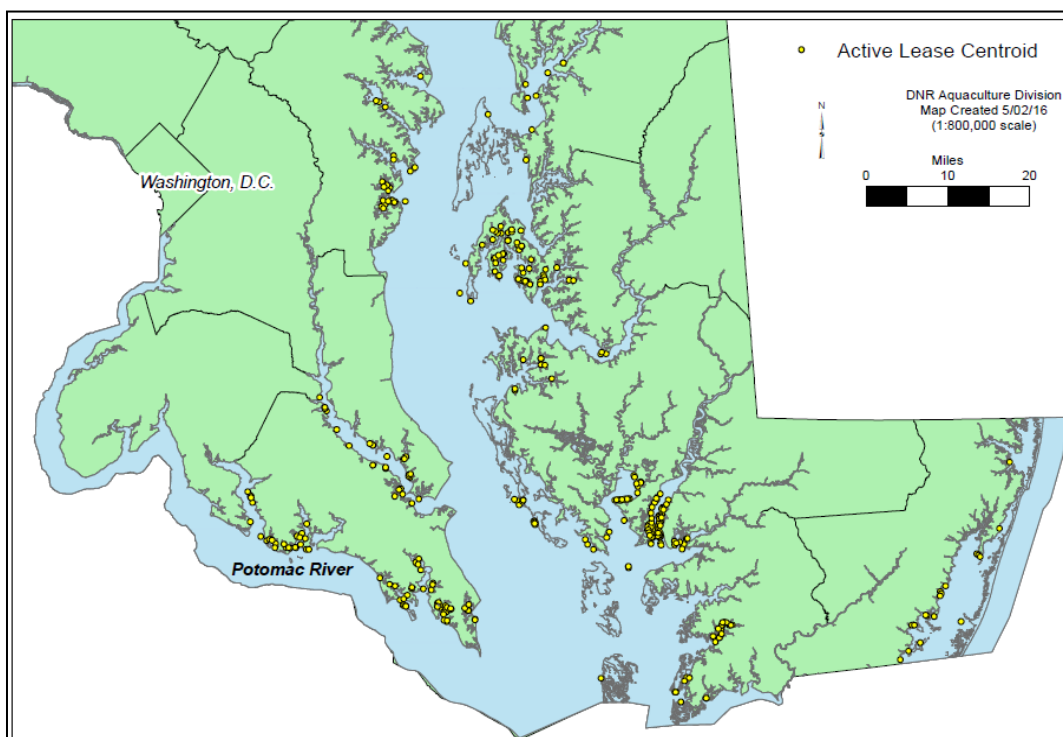 Active Lease Centroid
N
DNR Aquaculture Division
Map Created 5/02/16
(1:800,000 scale)
Miles
0 10 20
Washington, D.C.
Potomac River